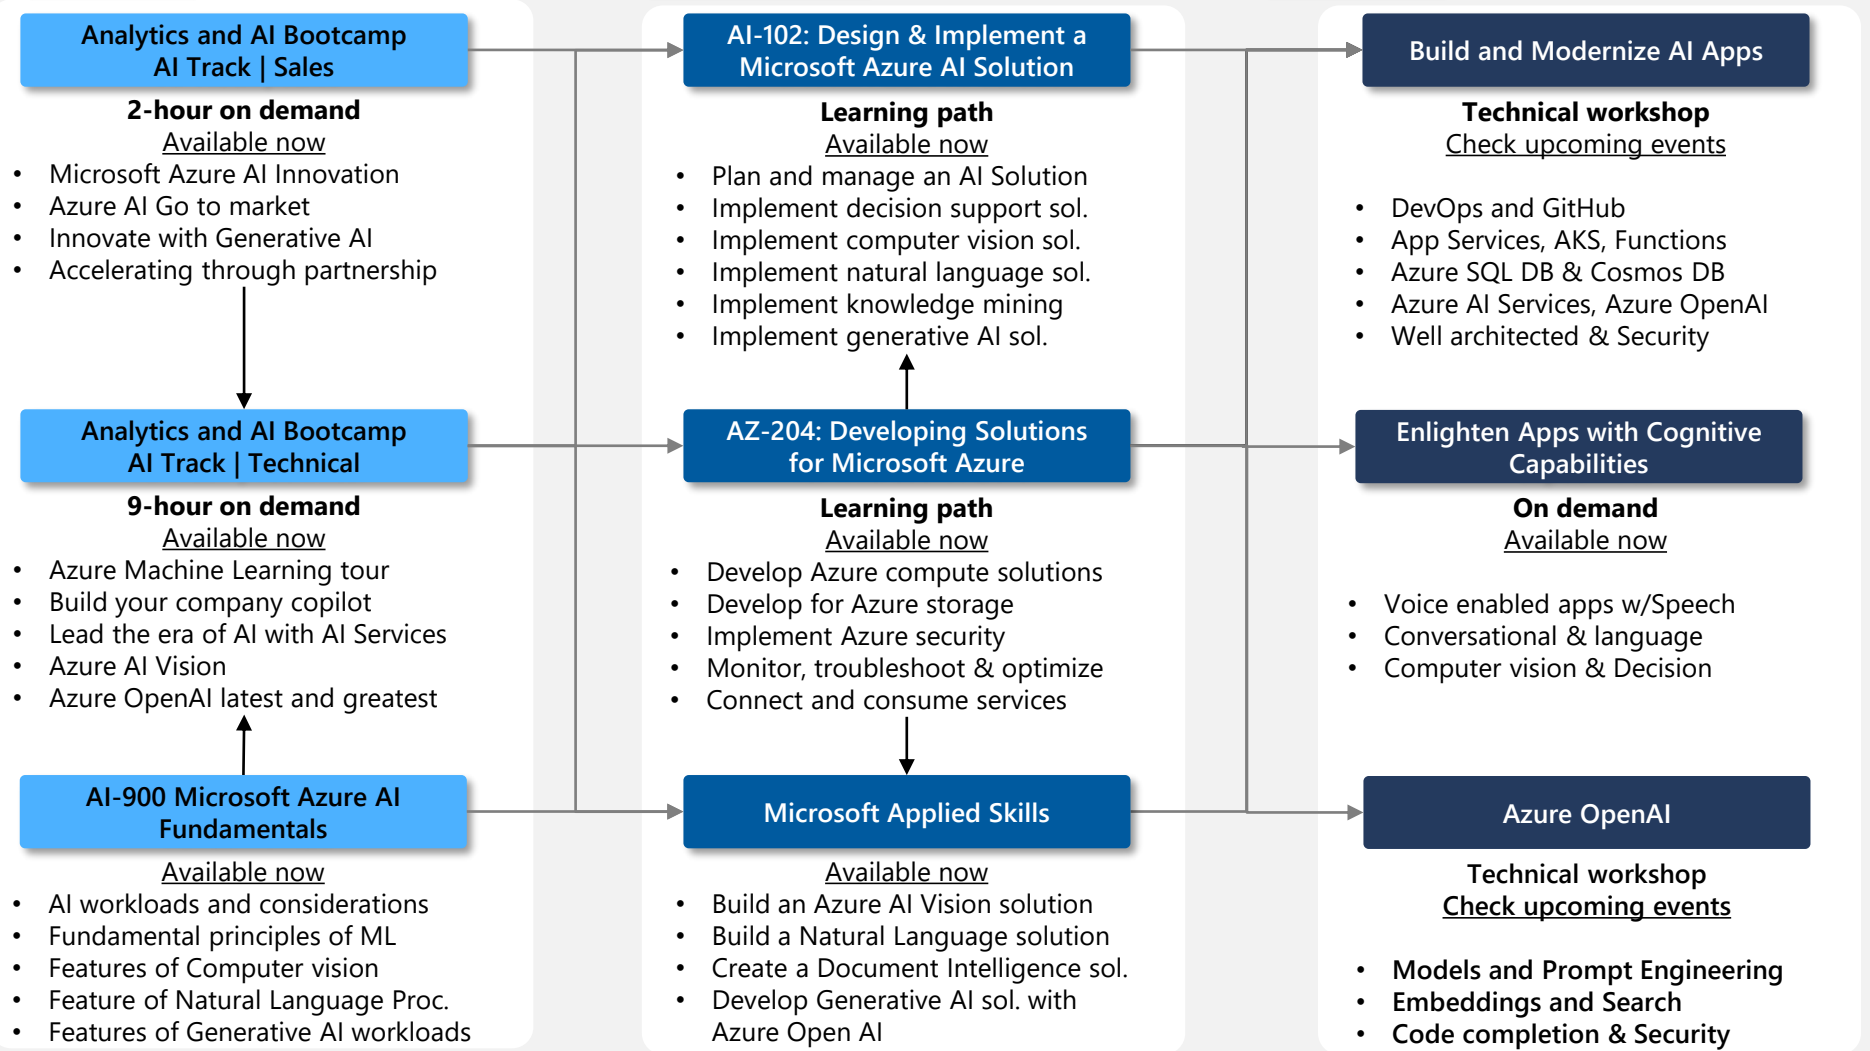 Analytics and AI Bootcamp
AI Track | Sales
2-hour on demand
Available now
• Microsoft Azure AI Innovation
• Azure AI Go to market
• Innovate with Generative AI
• Accelerating through partnership
Analytics and AI Bootcamp
AI Track | Technical
9-hour on demand
Available now
• Azure Machine Learning tour
• Build your company copilot
• Lead the era of AI with AI Services
• Azure AI Vision
• Azure OpenAI latest and greatest
AI-900 Microsoft Azure AI
Fundamentals
Available now
• AI workloads and considerations
• Fundamental principles of ML
• Features of Computer vision
• Feature of Natural Language Proc.
• Features of Generative AI workloads
AI-102: Design & Implement a
Microsoft Azure AI Solution
Learning path
Available now
• Plan and manage an AI Solution
• Implement decision support sol.
• Implement computer vision sol.
• Implement natural language sol.
• Implement knowledge mining
• Implement generative AI sol.
AZ-204: Developing Solutions
for Microsoft Azure
Learning path
Available now
• Develop Azure compute solutions
• Develop for Azure storage
• Implement Azure security
• Monitor, troubleshoot & optimize
• Connect and consume services
Microsoft Applied Skills
Available now
• Build an Azure AI Vision solution
• Build a Natural Language solution
• Create a Document Intelligence sol.
• Develop Generative AI sol. with
Azure Open AI
Build and Modernize AI Apps
Technical workshop
Check upcoming events
• DevOps and GitHub
• App Services, AKS, Functions
• Azure SQL DB & Cosmos DB
• Azure AI Services, Azure OpenAI
• Well architected & Security
Enlighten Apps with Cognitive
Capabilities
On demand
Available now
• Voice enabled apps w/Speech
• Conversational & language
• Computer vision & Decision
Azure OpenAI
Technical workshop
Check upcoming events
• Models and Prompt Engineering
• Embeddings and Search
• Code completion & Security